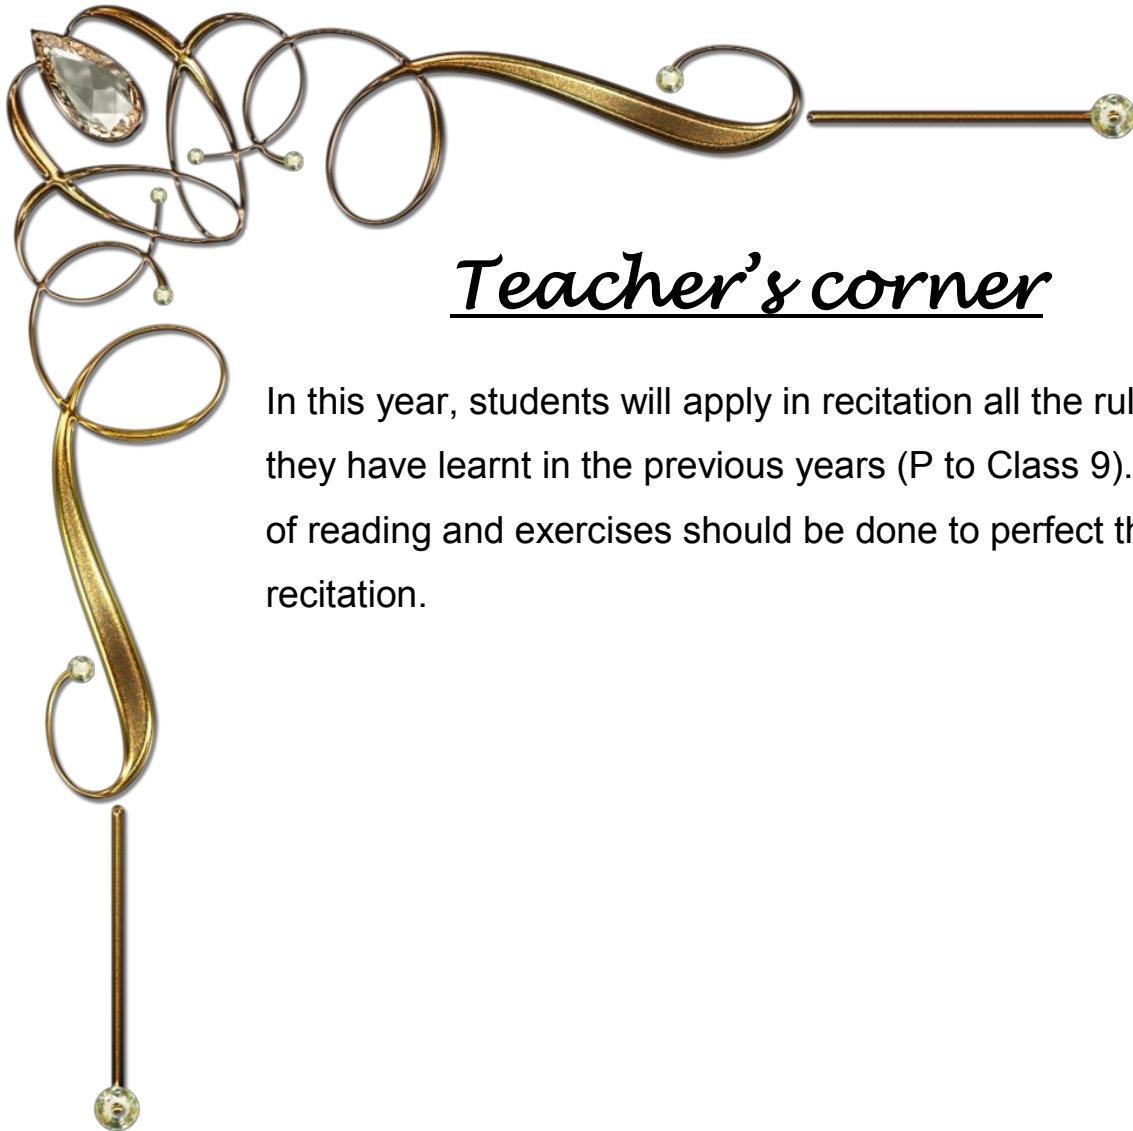 Teacher's corner
In this year, students will apply in recitation all the
they have learnt in the previous years (P to Class 9).
of reading and exercises should be done to perfect
recitation.